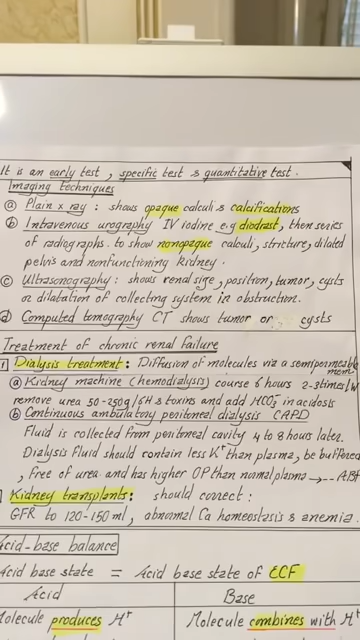 It is an early test, specific test & quantitative test.
Imaging techniques
ⓐ Plain x ray : shows opaque calculi & calcifications
ⓑ Intravenous urography IV iodine e.g diodrast, then series
of radiographs to show nonopaque calculi, stricture, dilated
pelvis and nonfunctioning kidney.
ⓒ Ultrasonography : shows renal size, position, tumor, cysts
or dilatation of collecting system in obstruction.
ⓓ Computed tomography CT shows tumor or cysts
Treatment of chronic renal failure
1 Dialysis treatment : Diffusion of molecules via a semipermeable mem
ⓐ Kidney machine (hemodialysis) course 6 hours 2-3times/W
remove urea 50-250g/6H & toxins and add HCO3⁻ in acidosis
ⓑ Continuous ambulatory peritoneal dialysis CAPD
Fluid is collected from peritoneal cavity 4 to 8 hours later.
Dialysis Fluid should contain less K⁺ than plasma, be buffered
, Free of urea and has higher OP than normal plasma →
Kidney transplants : should correct :
GFR to 120-150 ml, abnormal Ca homeostasis & anemia.
Acid-base balance
Acid base state = Acid base state of ECF
Acid Base
Molecule produces H⁺ Molecule combines with H⁺